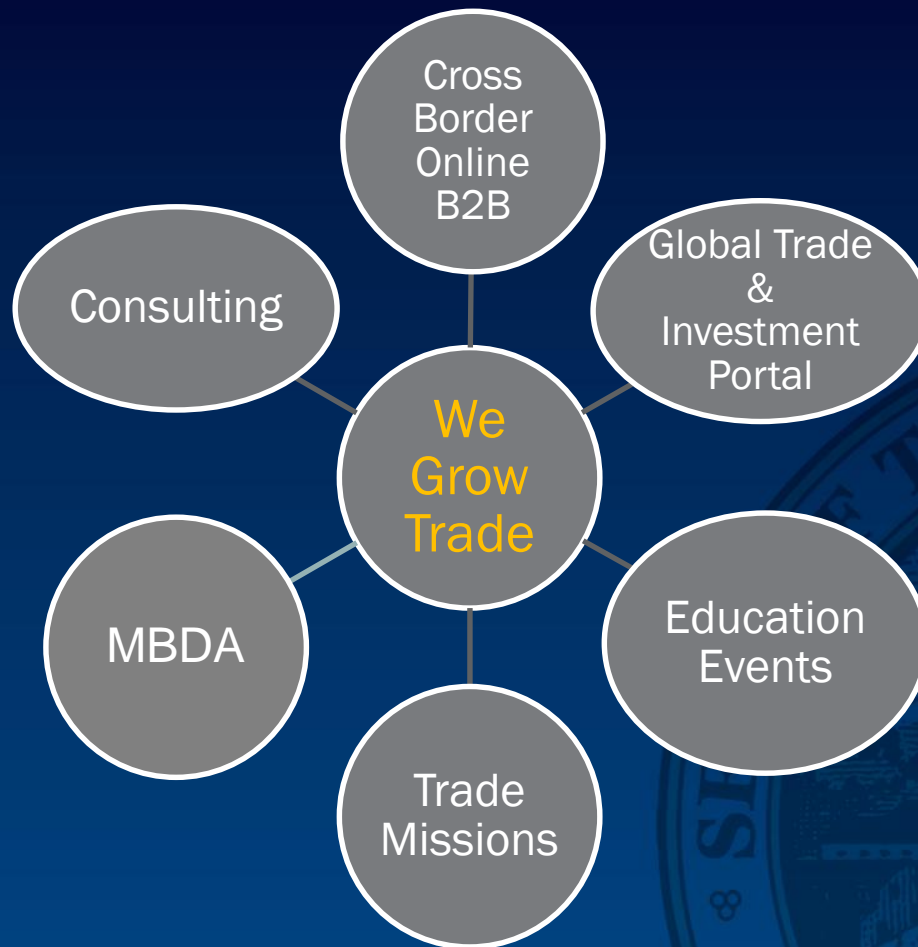 Cross
Border
Online
B2B
Global Trade
&
Investment
Portal
Consulting
We
Grow
Trade
Education
Events
MBDA
Trade
Missions